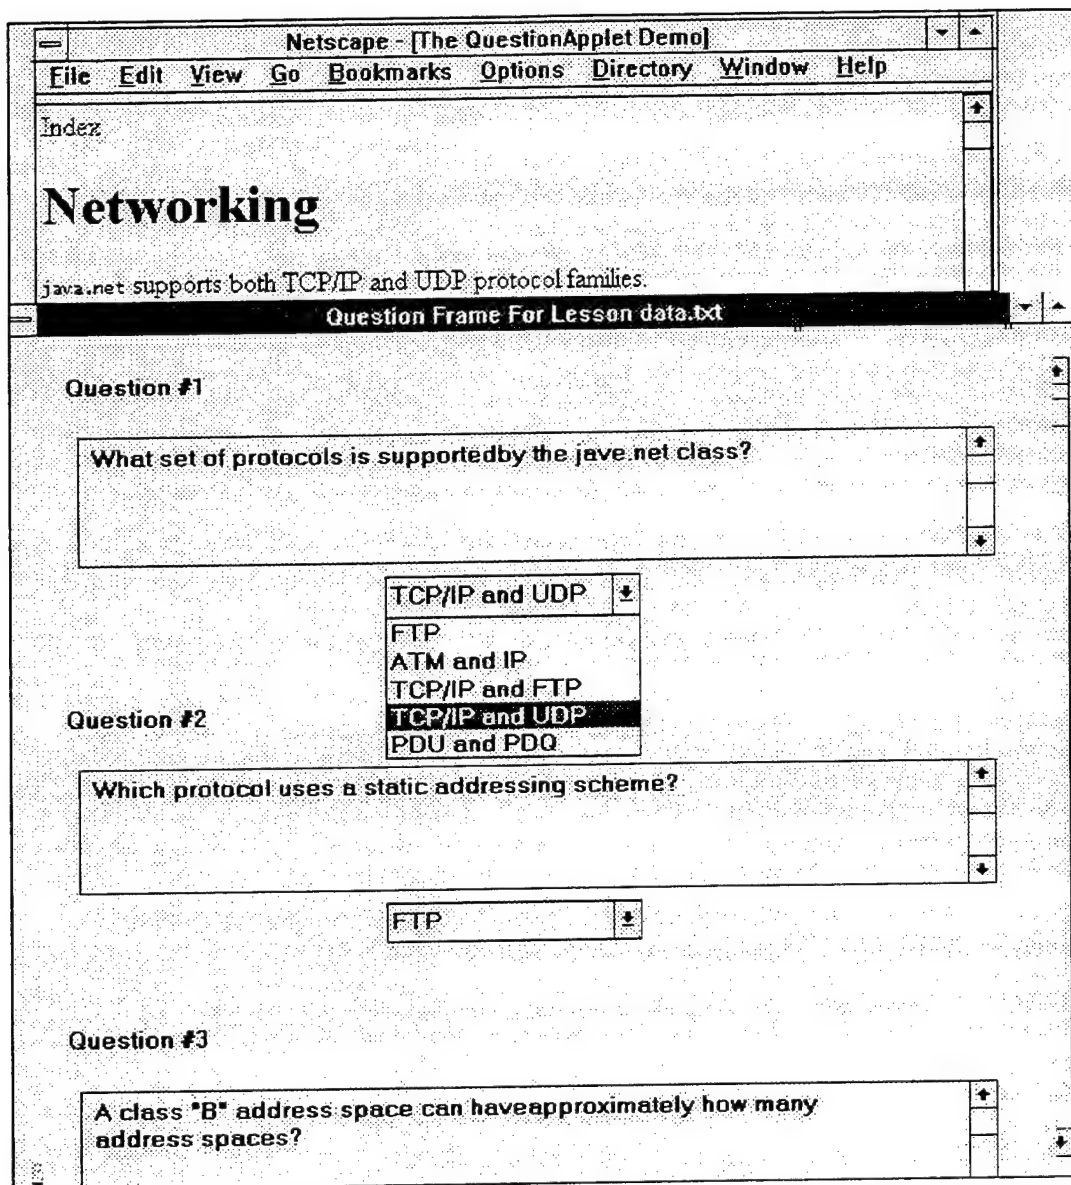 Netscape - [The QuestionApplet Demo]
File Edit View Go Bookmarks Options Directory Window Help
Index
Networking
java.net supports both TCP/IP and UDP protocol families.
Question Frame For Lesson data.txt
Question #1
What set of protocols is supportedby the jave.net class?
TCP/IP and UDP
FTP
ATM and IP
TCP/IP and FTP
TCP/IP and UDP
PDU and PDQ
Question #2
Which protocol uses a static addressing scheme?
FTP
Question #3
A class "B" address space can haveapproximately how many
address spaces?